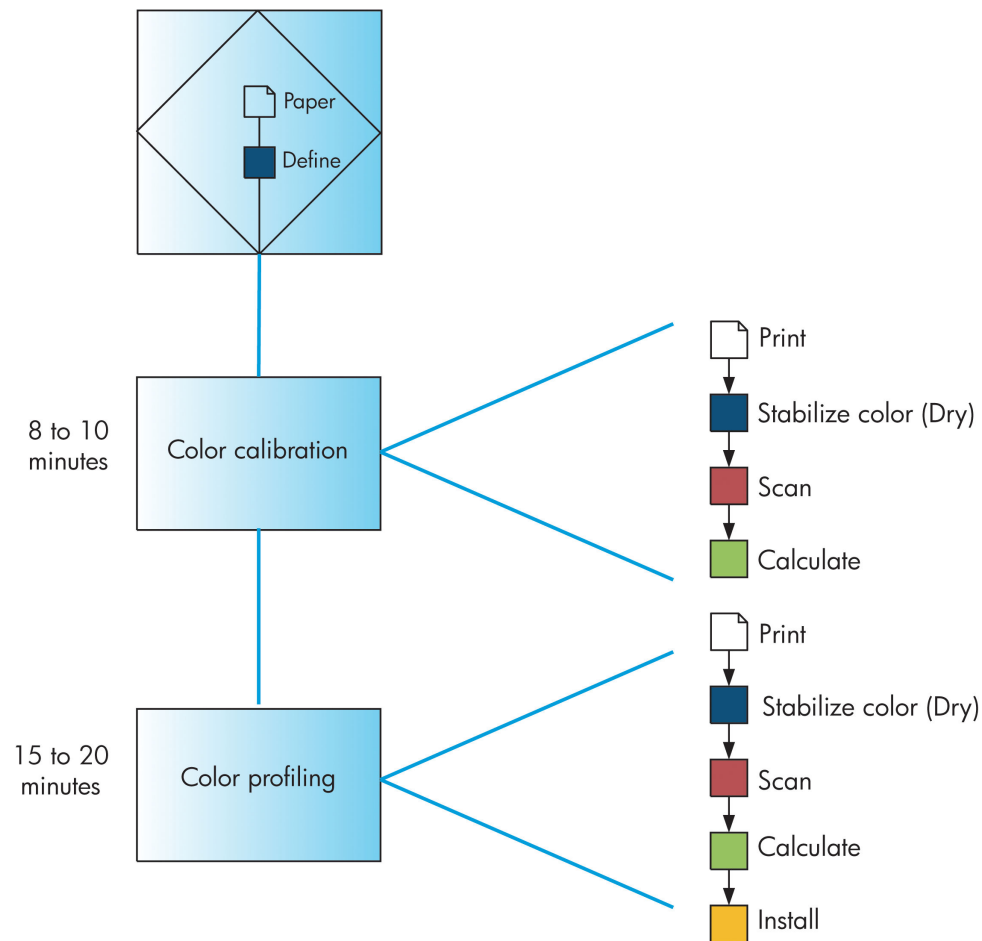 Paper
Define
8 to 10
minutes
Color calibration
Print
Stabilize color (Dry)
Scan
Calculate
15 to 20
minutes
Color profiling
Print
Stabilize color (Dry)
Scan
Calculate
Install